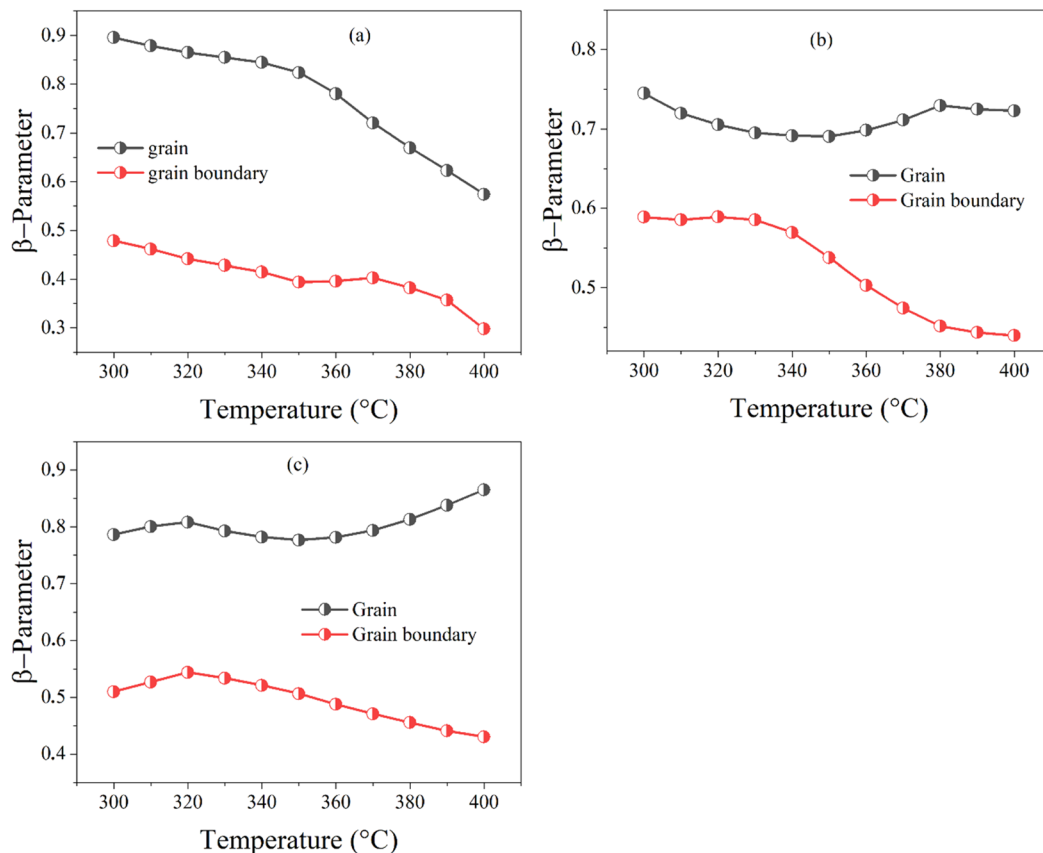 (a)
0.9
0.8
0.7
0.6
0.5
0.4
0.3
β−Parameter
grain
grain boundary
300 320 340 360 380 400
Temperature (°C)
(b)
0.8
0.7
0.6
0.5
β−Parameter
Grain
Grain boundary
300 320 340 360 380 400
Temperature (°C)
(c)
0.9
0.8
0.7
0.6
0.5
0.4
β−Parameter
Grain
Grain boundary
300 320 340 360 380 400
Temperature (°C)